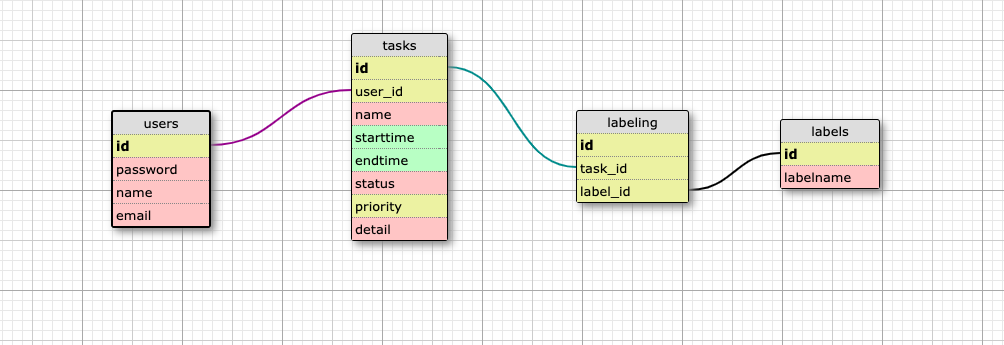 users
id
password
name
email
tasks
id
user_id
name
starttime
endtime
status
priority
detail
labeling
id
task_id
label_id
labels
id
labelname